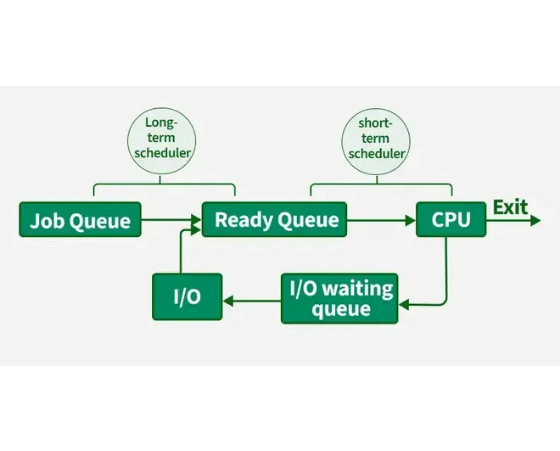 Long-
term
scheduler
short-
term
scheduler
Job Queue
Ready Queue
CPU
Exit
I/O
I/O waiting
queue